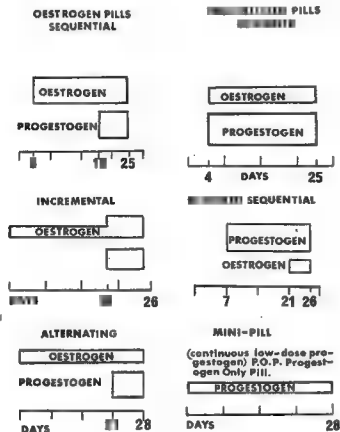 OESTROGEN PILLS
SEQUENTIAL
OESTROGEN
PROGESTOGEN
25
PILLS
OESTROGEN
PROGESTOGEN
4 DAYS 25
INCREMENTAL
OESTROGEN
26
SEQUENTIAL
PROGESTOGEN
OESTROGEN
7 21 26
ALTERNATING
OESTROGEN
PROGESTOGEN
DAYS 28
MINI-PILL
(continuous low-dose pro-
gestogen) P.O.P. Progest-
ogen Only Pill.
PROGESTOGEN
DAYS 28